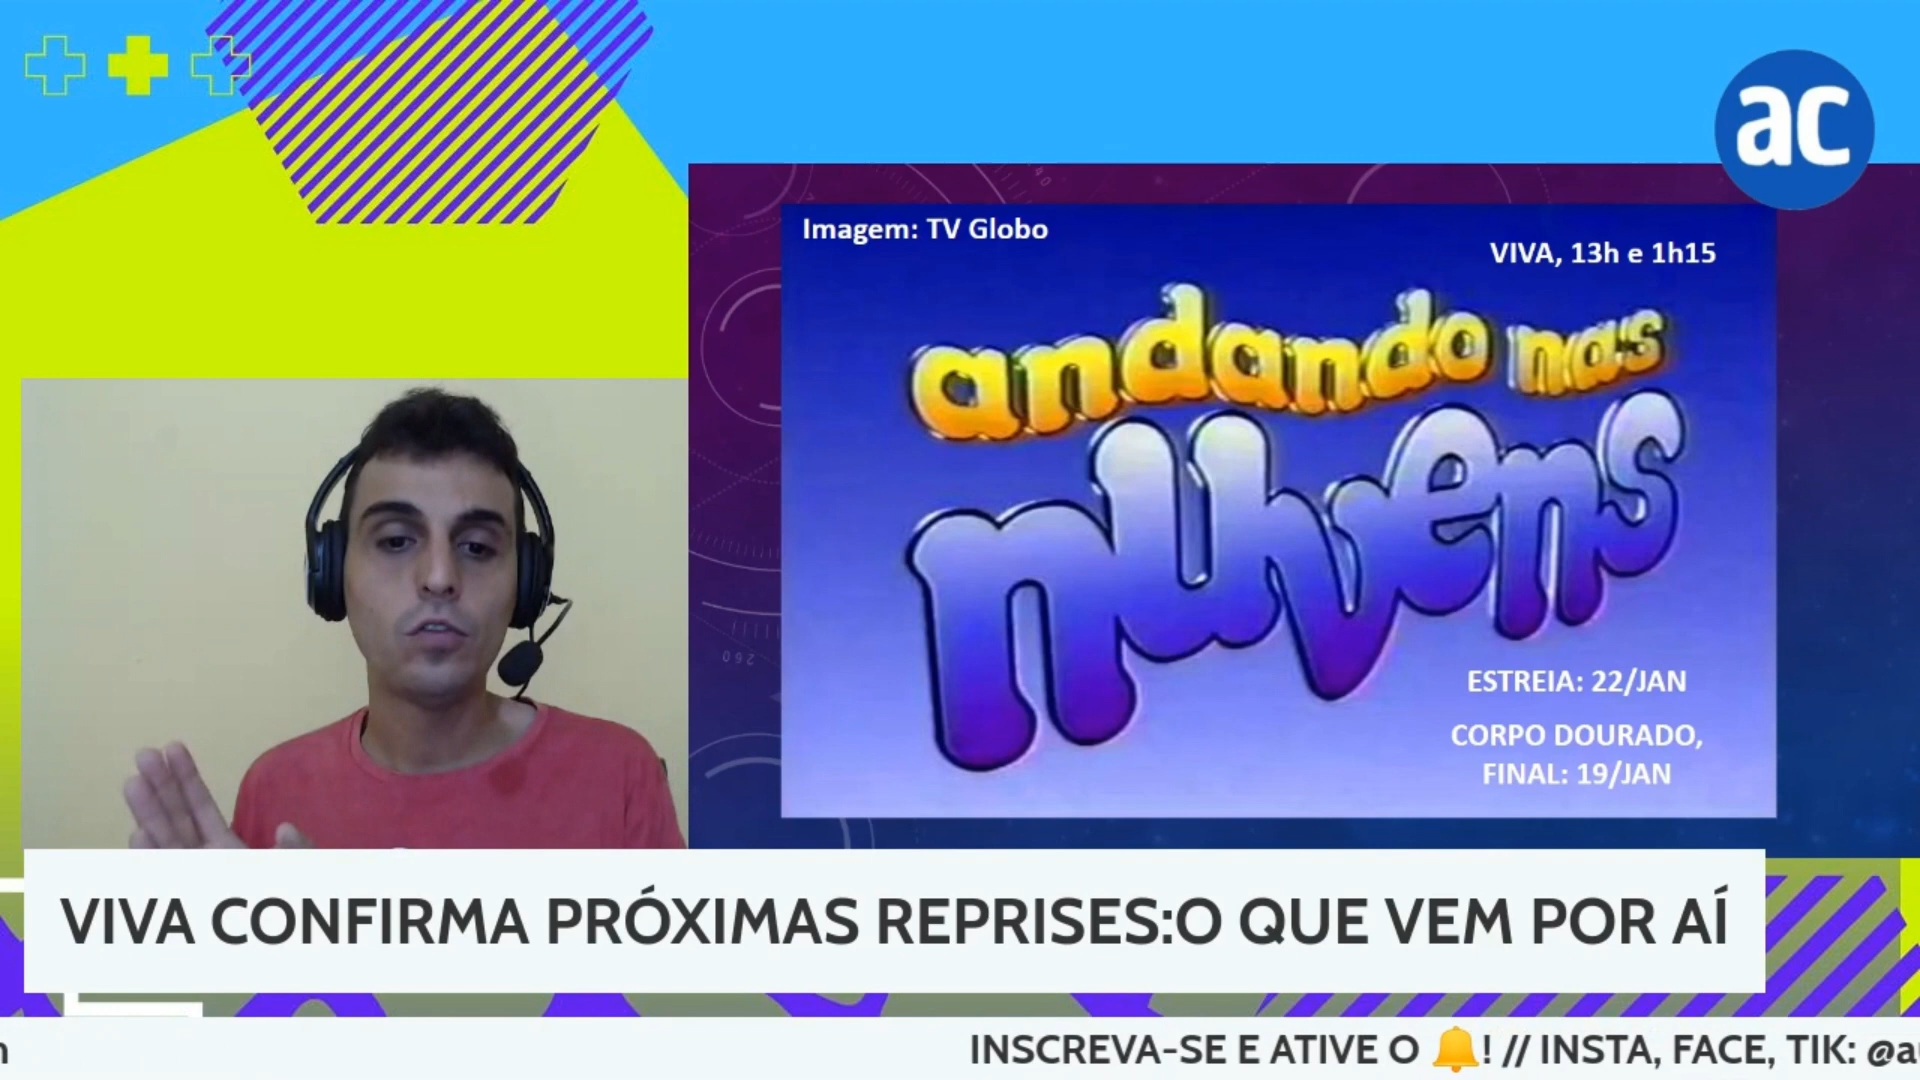 ac
Imagem: TV Globo
VIVA, 13h e 1h15
andando nas
nuvens
ESTREIA: 22/JAN
CORPO DOURADO,
FINAL: 19/JAN
VIVA CONFIRMA PRÓXIMAS REPRISES:O QUE VEM POR AÍ
INSCREVA-SE E ATIVE O 🔔! // INSTA, FACE, TIK: